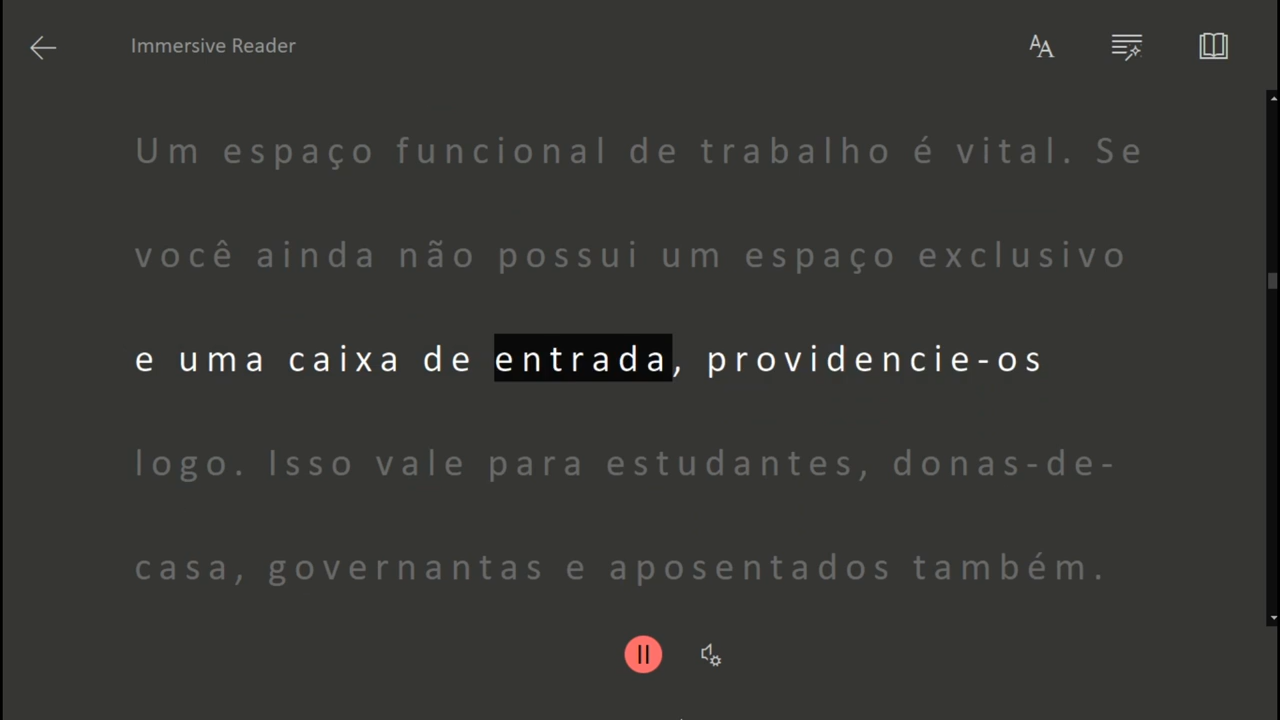 Immersive Reader
Um espaço funcional de trabalho é vital. Se
você ainda não possui um espaço exclusivo
e uma caixa de entrada, providencie-os
logo. Isso vale para estudantes, donas-de-
casa, governantas e aposentados também.